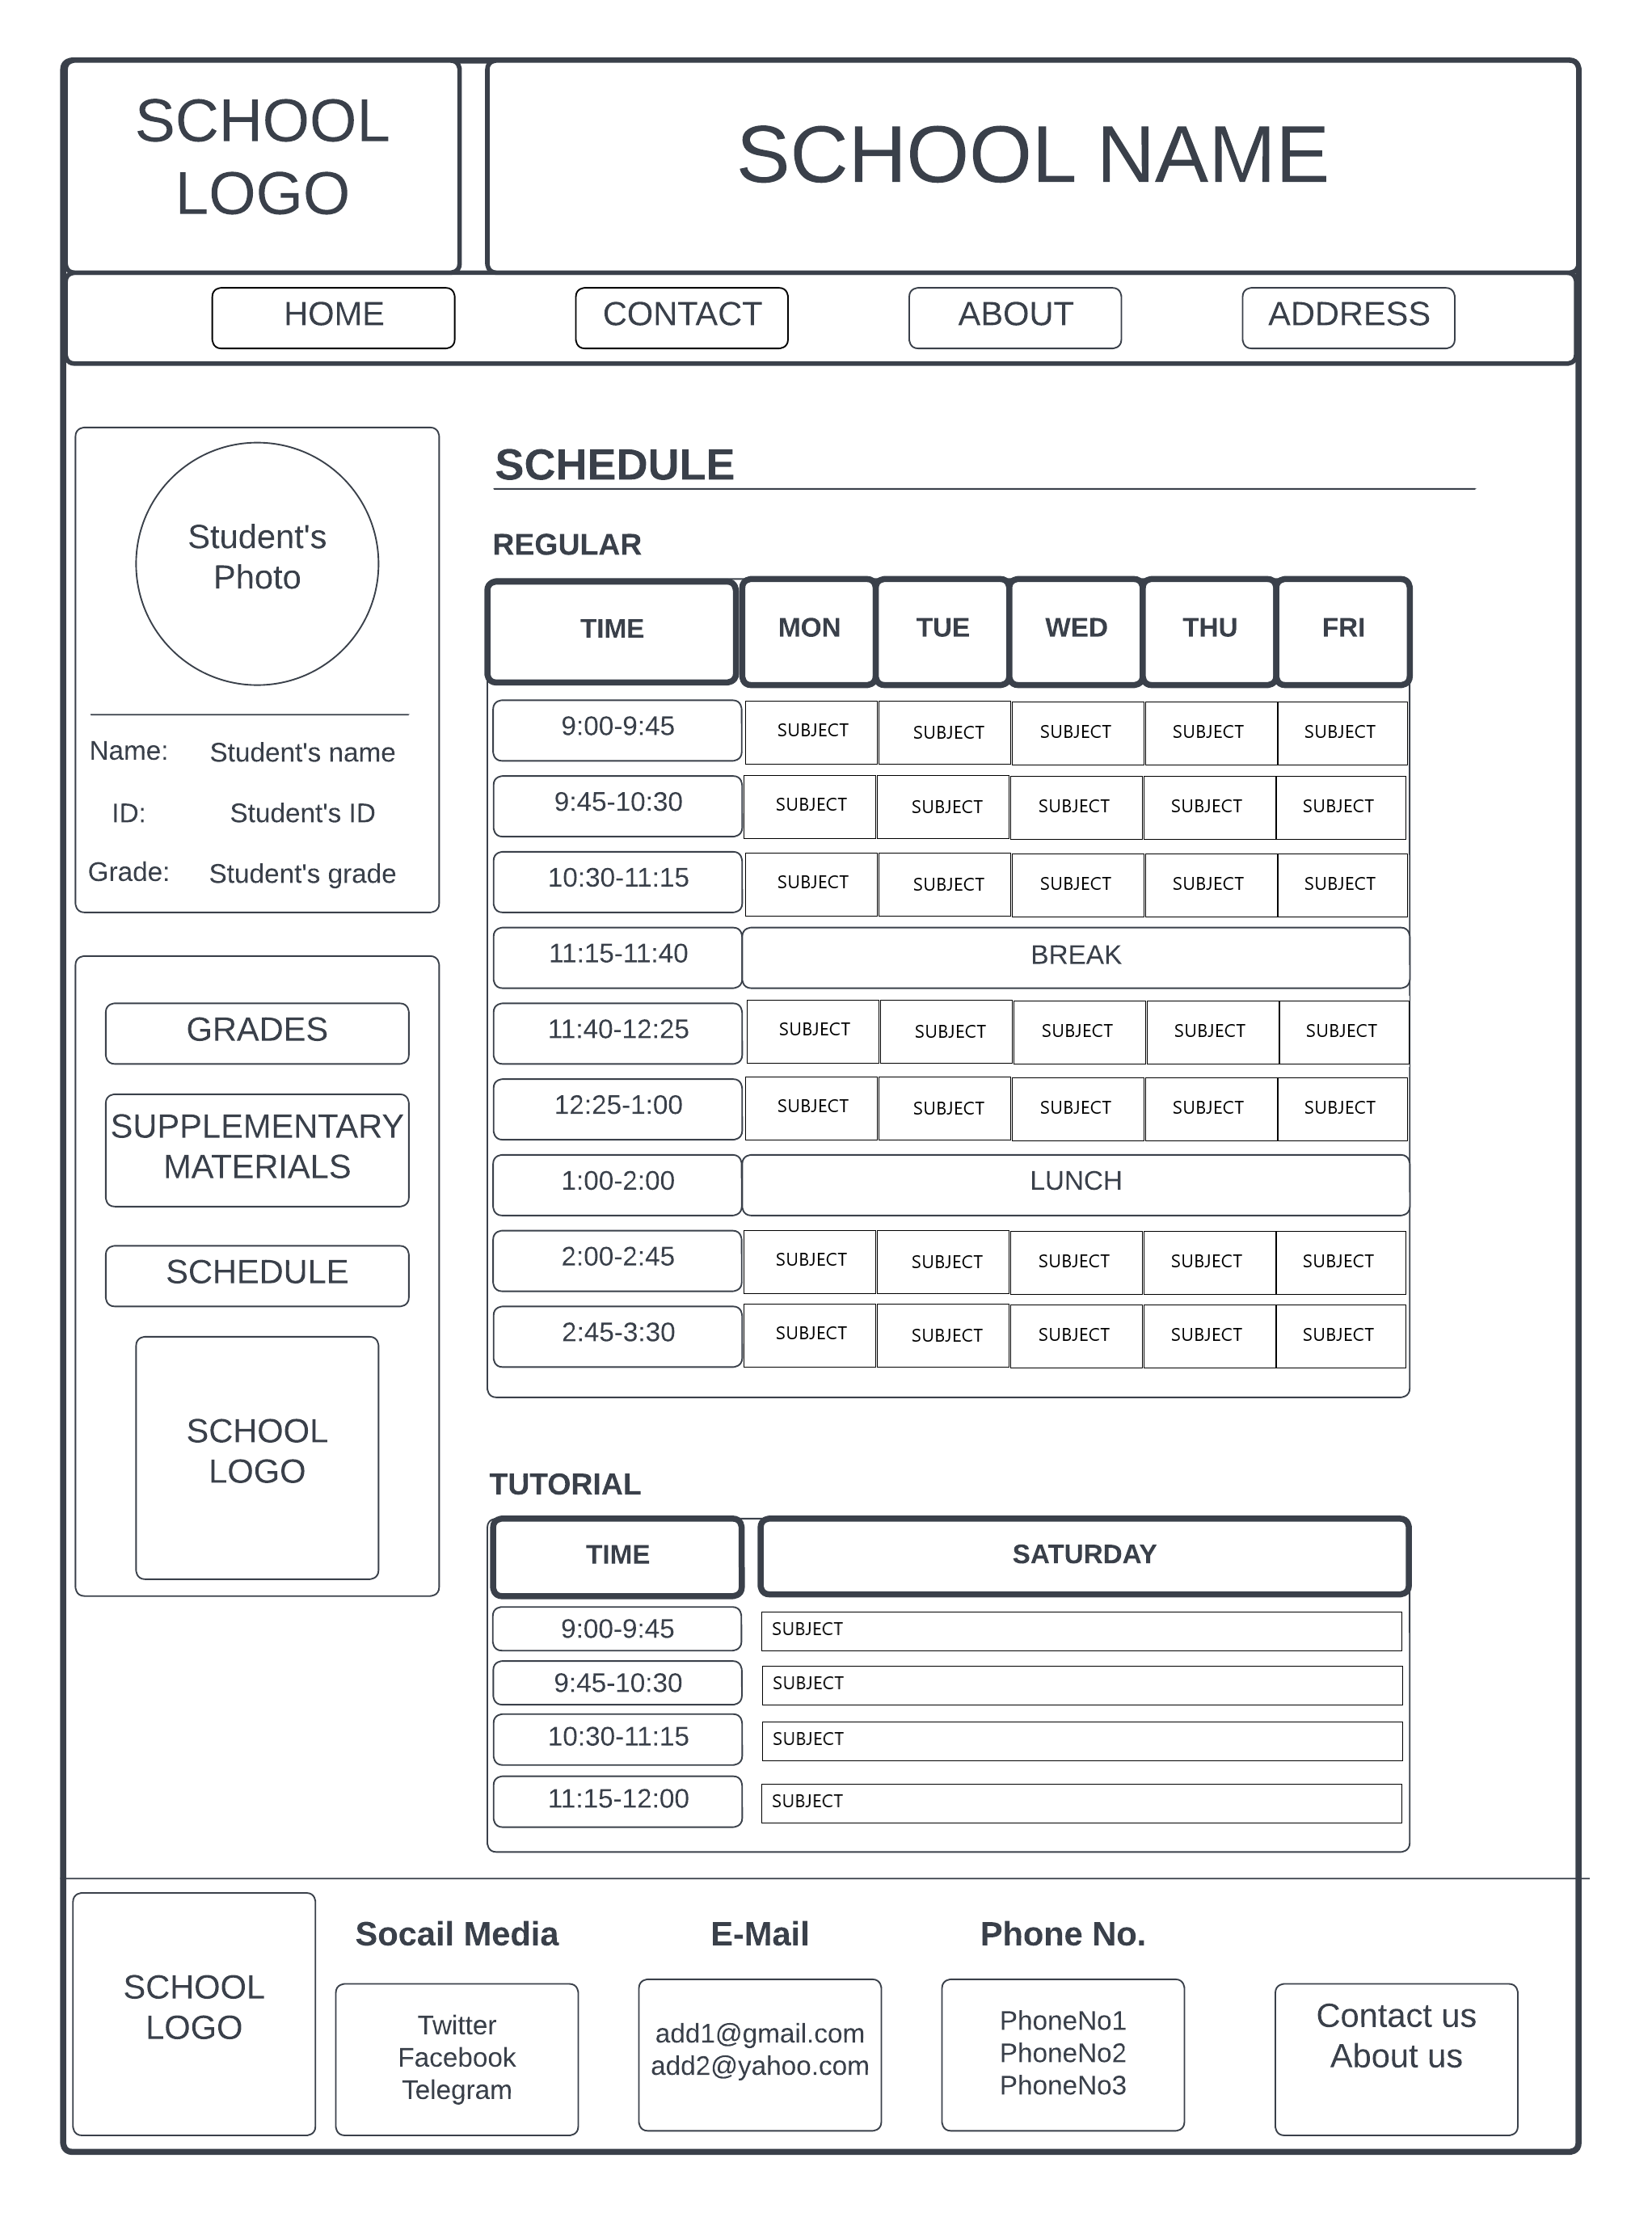 SCHOOL
LOGO
SCHOOL NAME
HOME CONTACT ABOUT ADDRESS
Student's
Photo
Name: Student's name
ID: Student's ID
Grade: Student's grade
GRADES
SUPPLEMENTARY
MATERIALS
SCHEDULE
SCHOOL
LOGO
SCHEDULE
REGULAR
TIME MON TUE WED THU FRI
9:00-9:45 SUBJECT SUBJECT SUBJECT SUBJECT SUBJECT
9:45-10:30 SUBJECT SUBJECT SUBJECT SUBJECT SUBJECT
10:30-11:15 SUBJECT SUBJECT SUBJECT SUBJECT SUBJECT
11:15-11:40 BREAK
11:40-12:25 SUBJECT SUBJECT SUBJECT SUBJECT SUBJECT
12:25-1:00 SUBJECT SUBJECT SUBJECT SUBJECT SUBJECT
1:00-2:00 LUNCH
2:00-2:45 SUBJECT SUBJECT SUBJECT SUBJECT SUBJECT
2:45-3:30 SUBJECT SUBJECT SUBJECT SUBJECT SUBJECT
TUTORIAL
TIME SATURDAY
9:00-9:45 SUBJECT
9:45-10:30 SUBJECT
10:30-11:15 SUBJECT
11:15-12:00 SUBJECT
SCHOOL
LOGO
Socail Media
Twitter
Facebook
Telegram
E-Mail
add1@gmail.com
add2@yahoo.com
Phone No.
PhoneNo1
PhoneNo2
PhoneNo3
Contact us
About us